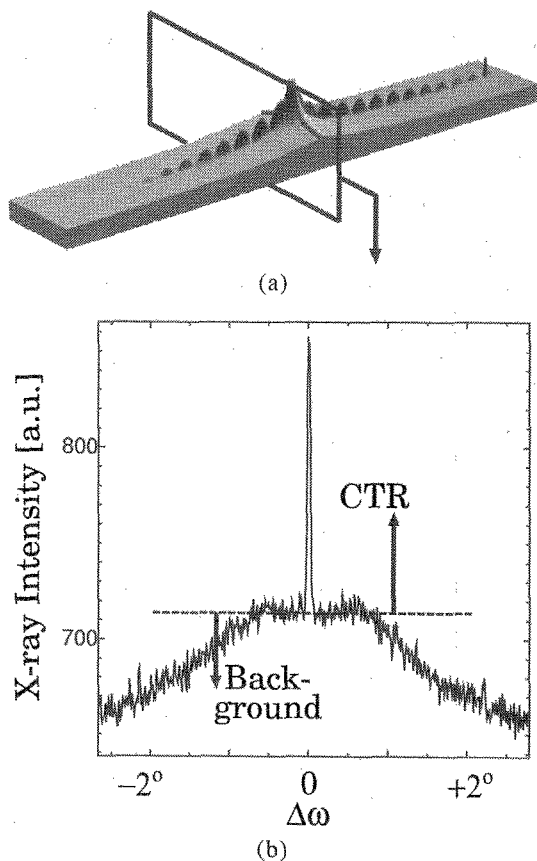 (a)
X-ray Intensity [a.u.]
800
700
CTR
Back-
ground
−2° 0 +2°
Δω
(b)